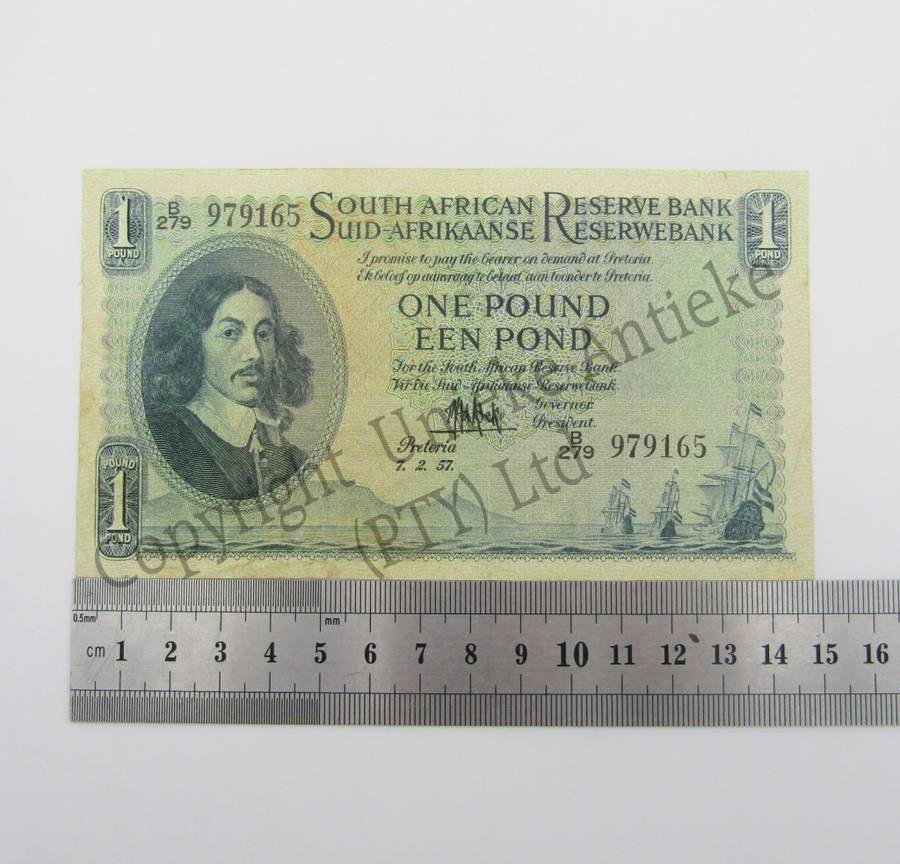 1
POUND
B
279 979165
SOUTH AFRICAN RESERVE BANK
SUID-AFRIKAANSE RESERWEBANK
1
POUND
I promise to pay the bearer on demand at Pretoria.
Ek beloof op aanvraag te betaal aan toonder te Pretoria.
ONE POUND
EEN POND
For the South African Reserve Bank
Vir die Suid-Afrikaanse Reserwebank
Governor.
President.
Pretoria
7. 2. 57.
B
279 979165
POUND
1
POND
Copyright Unieke Antieke
(PTY) Ltd
0.5mm
mm
cm 1 2 3 4 5 6 7 8 9 10 11 12 13 14 15 16